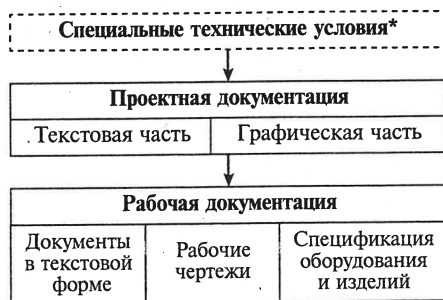 Специальные технические условия*
Проектная документация
Текстовая часть
Графическая часть
Рабочая документация
Документы
в текстовой
форме
Рабочие
чертежи
Спецификация
оборудования
и изделий